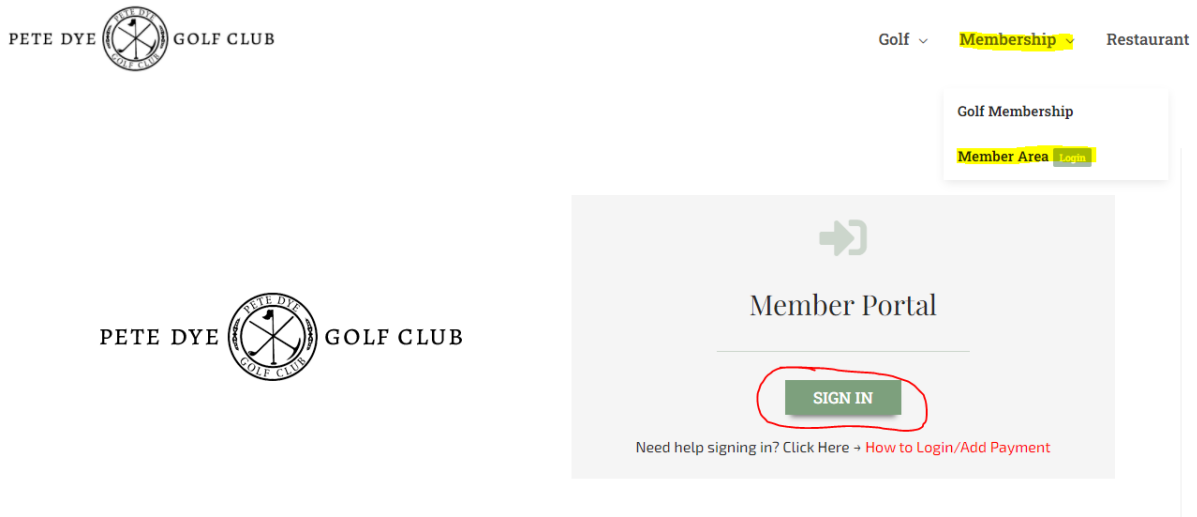 PETE DYE PETE DYE GOLF CLUB GOLF CLUB
Golf Membership Restaurant
Golf Membership
Member Area Login
PETE DYE PETE DYE GOLF CLUB GOLF CLUB
Member Portal
SIGN IN
Need help signing in? Click Here → How to Login/Add Payment